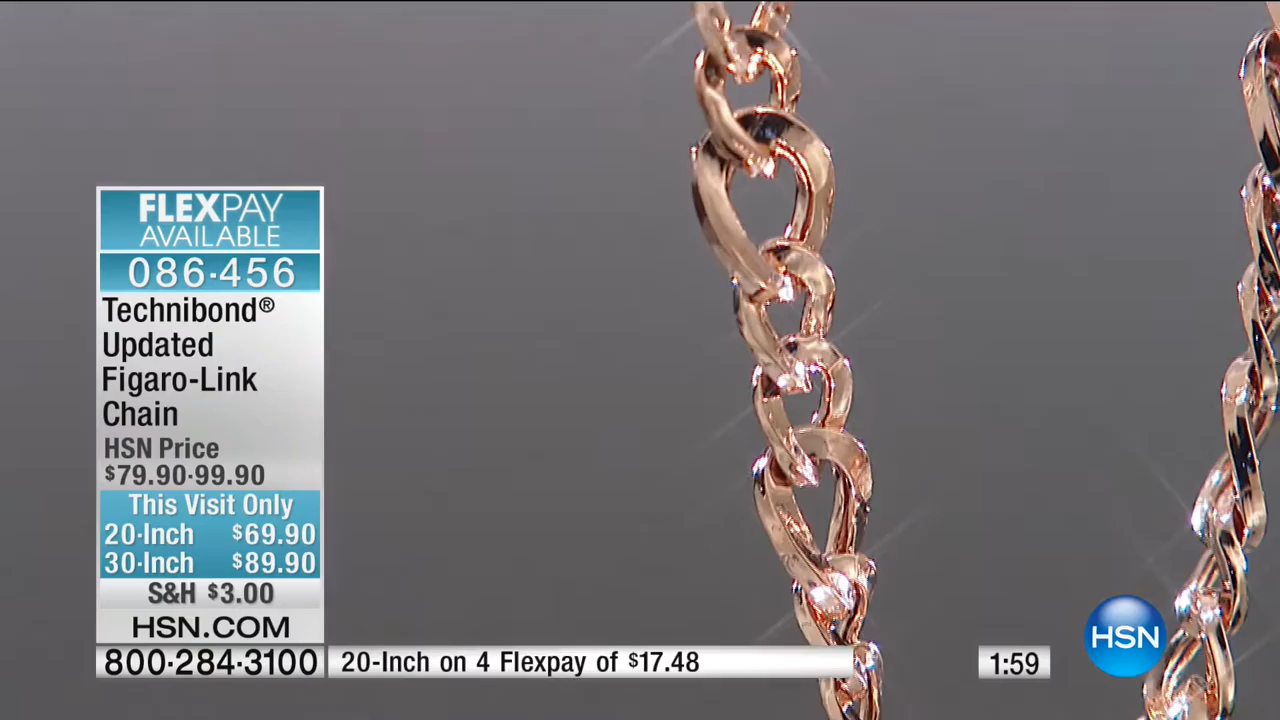 FLEXPAY
AVAILABLE
086·456
Technibond®
Updated
Figaro-Link
Chain
HSN Price
$79.90-99.90
This Visit Only
20-Inch $69.90
30-Inch $89.90
S&H $3.00
HSN.COM
800·284·3100
20-Inch on 4 Flexpay of $17.48
1:59
HSN